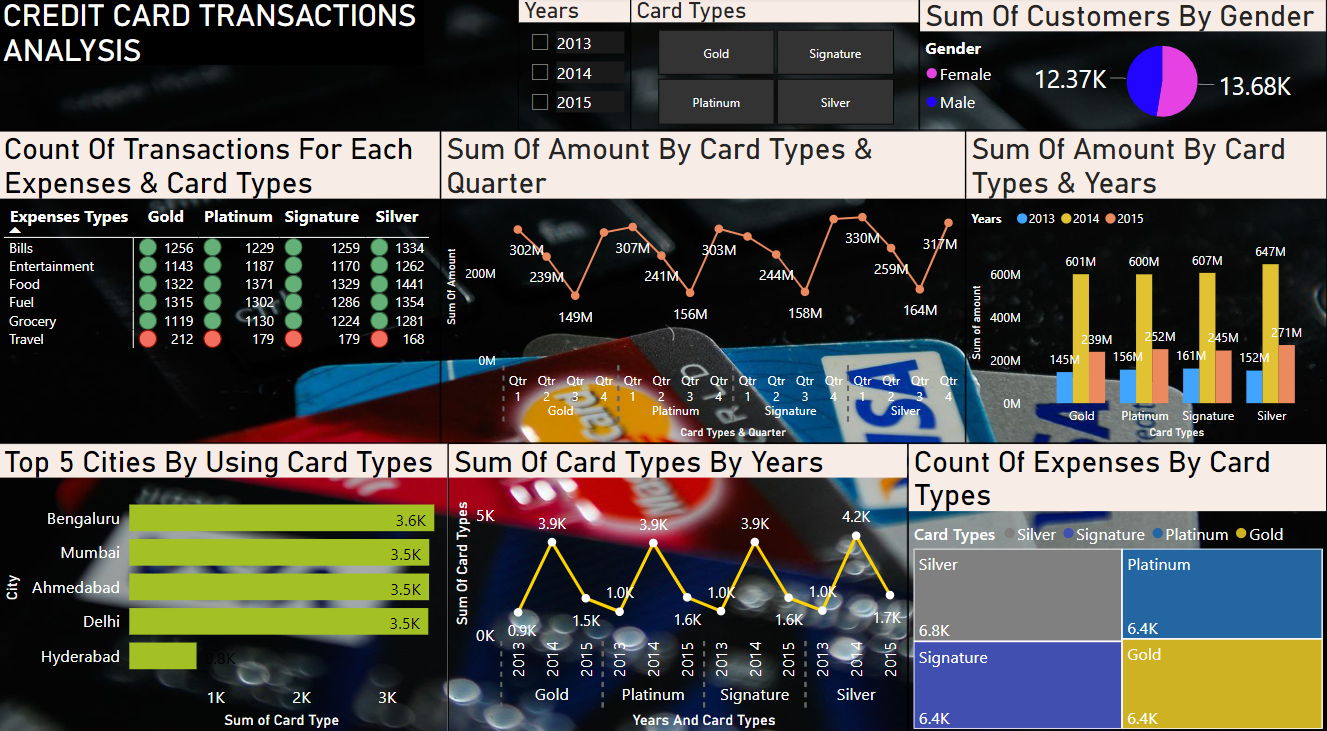 CREDIT CARD TRANSACTIONS
ANALYSIS
Years
2013
2014
2015
Card Types
Gold
Signature
Platinum
Silver
Sum Of Customers By Gender
Gender
Female
Male
12.37K
13.68K
Count Of Transactions For Each
Expenses & Card Types
Expenses Types Gold Platinum Signature Silver
Bills 1256 1229 1259 1334
Entertainment 1143 1187 1170 1262
Food 1322 1371 1329 1441
Fuel 1315 1302 1286 1354
Grocery 1119 1130 1224 1281
Travel 212 179 179 168
Sum Of Amount By Card Types &
Quarter
Sum Of Amount
200M
0M
302M
239M
149M
307M
241M
156M
303M
244M
158M
330M
259M
164M
317M
Qtr Qtr Qtr Qtr Qtr Qtr Qtr Qtr Qtr Qtr Qtr Qtr Qtr Qtr Qtr Qtr
1 2 3 4 1 2 3 4 1 2 3 4 1 2 3 4
Gold Platinum Signature Silver
Card Types & Quarter
Sum Of Amount By Card
Types & Years
Years 2013 2014 2015
Sum Of amount
600M
400M
200M
0M
145M
601M
239M
156M
600M
252M
161M
607M
245M
152M
647M
271M
Gold Platinum Signature Silver
Card Types
Top 5 Cities By Using Card Types
City
Bengaluru 3.6K
Mumbai 3.5K
Ahmedabad 3.5K
Delhi 3.5K
Hyderabad 0.8K
1K 2K 3K
Sum of Card Type
Sum Of Card Types By Years
Sum Of Card Types
5K
0K
0.9K
3.9K
1.5K
1.0K
3.9K
1.6K
1.0K
3.9K
1.6K
1.0K
4.2K
1.7K
2013 2014 2015 2013 2014 2015 2013 2014 2015 2013 2014 2015
Gold Platinum Signature Silver
Years And Card Types
Count Of Expenses By Card
Types
Card Types Silver Signature Platinum Gold
Silver
6.8K
Platinum
6.4K
Signature
6.4K
Gold
6.4K